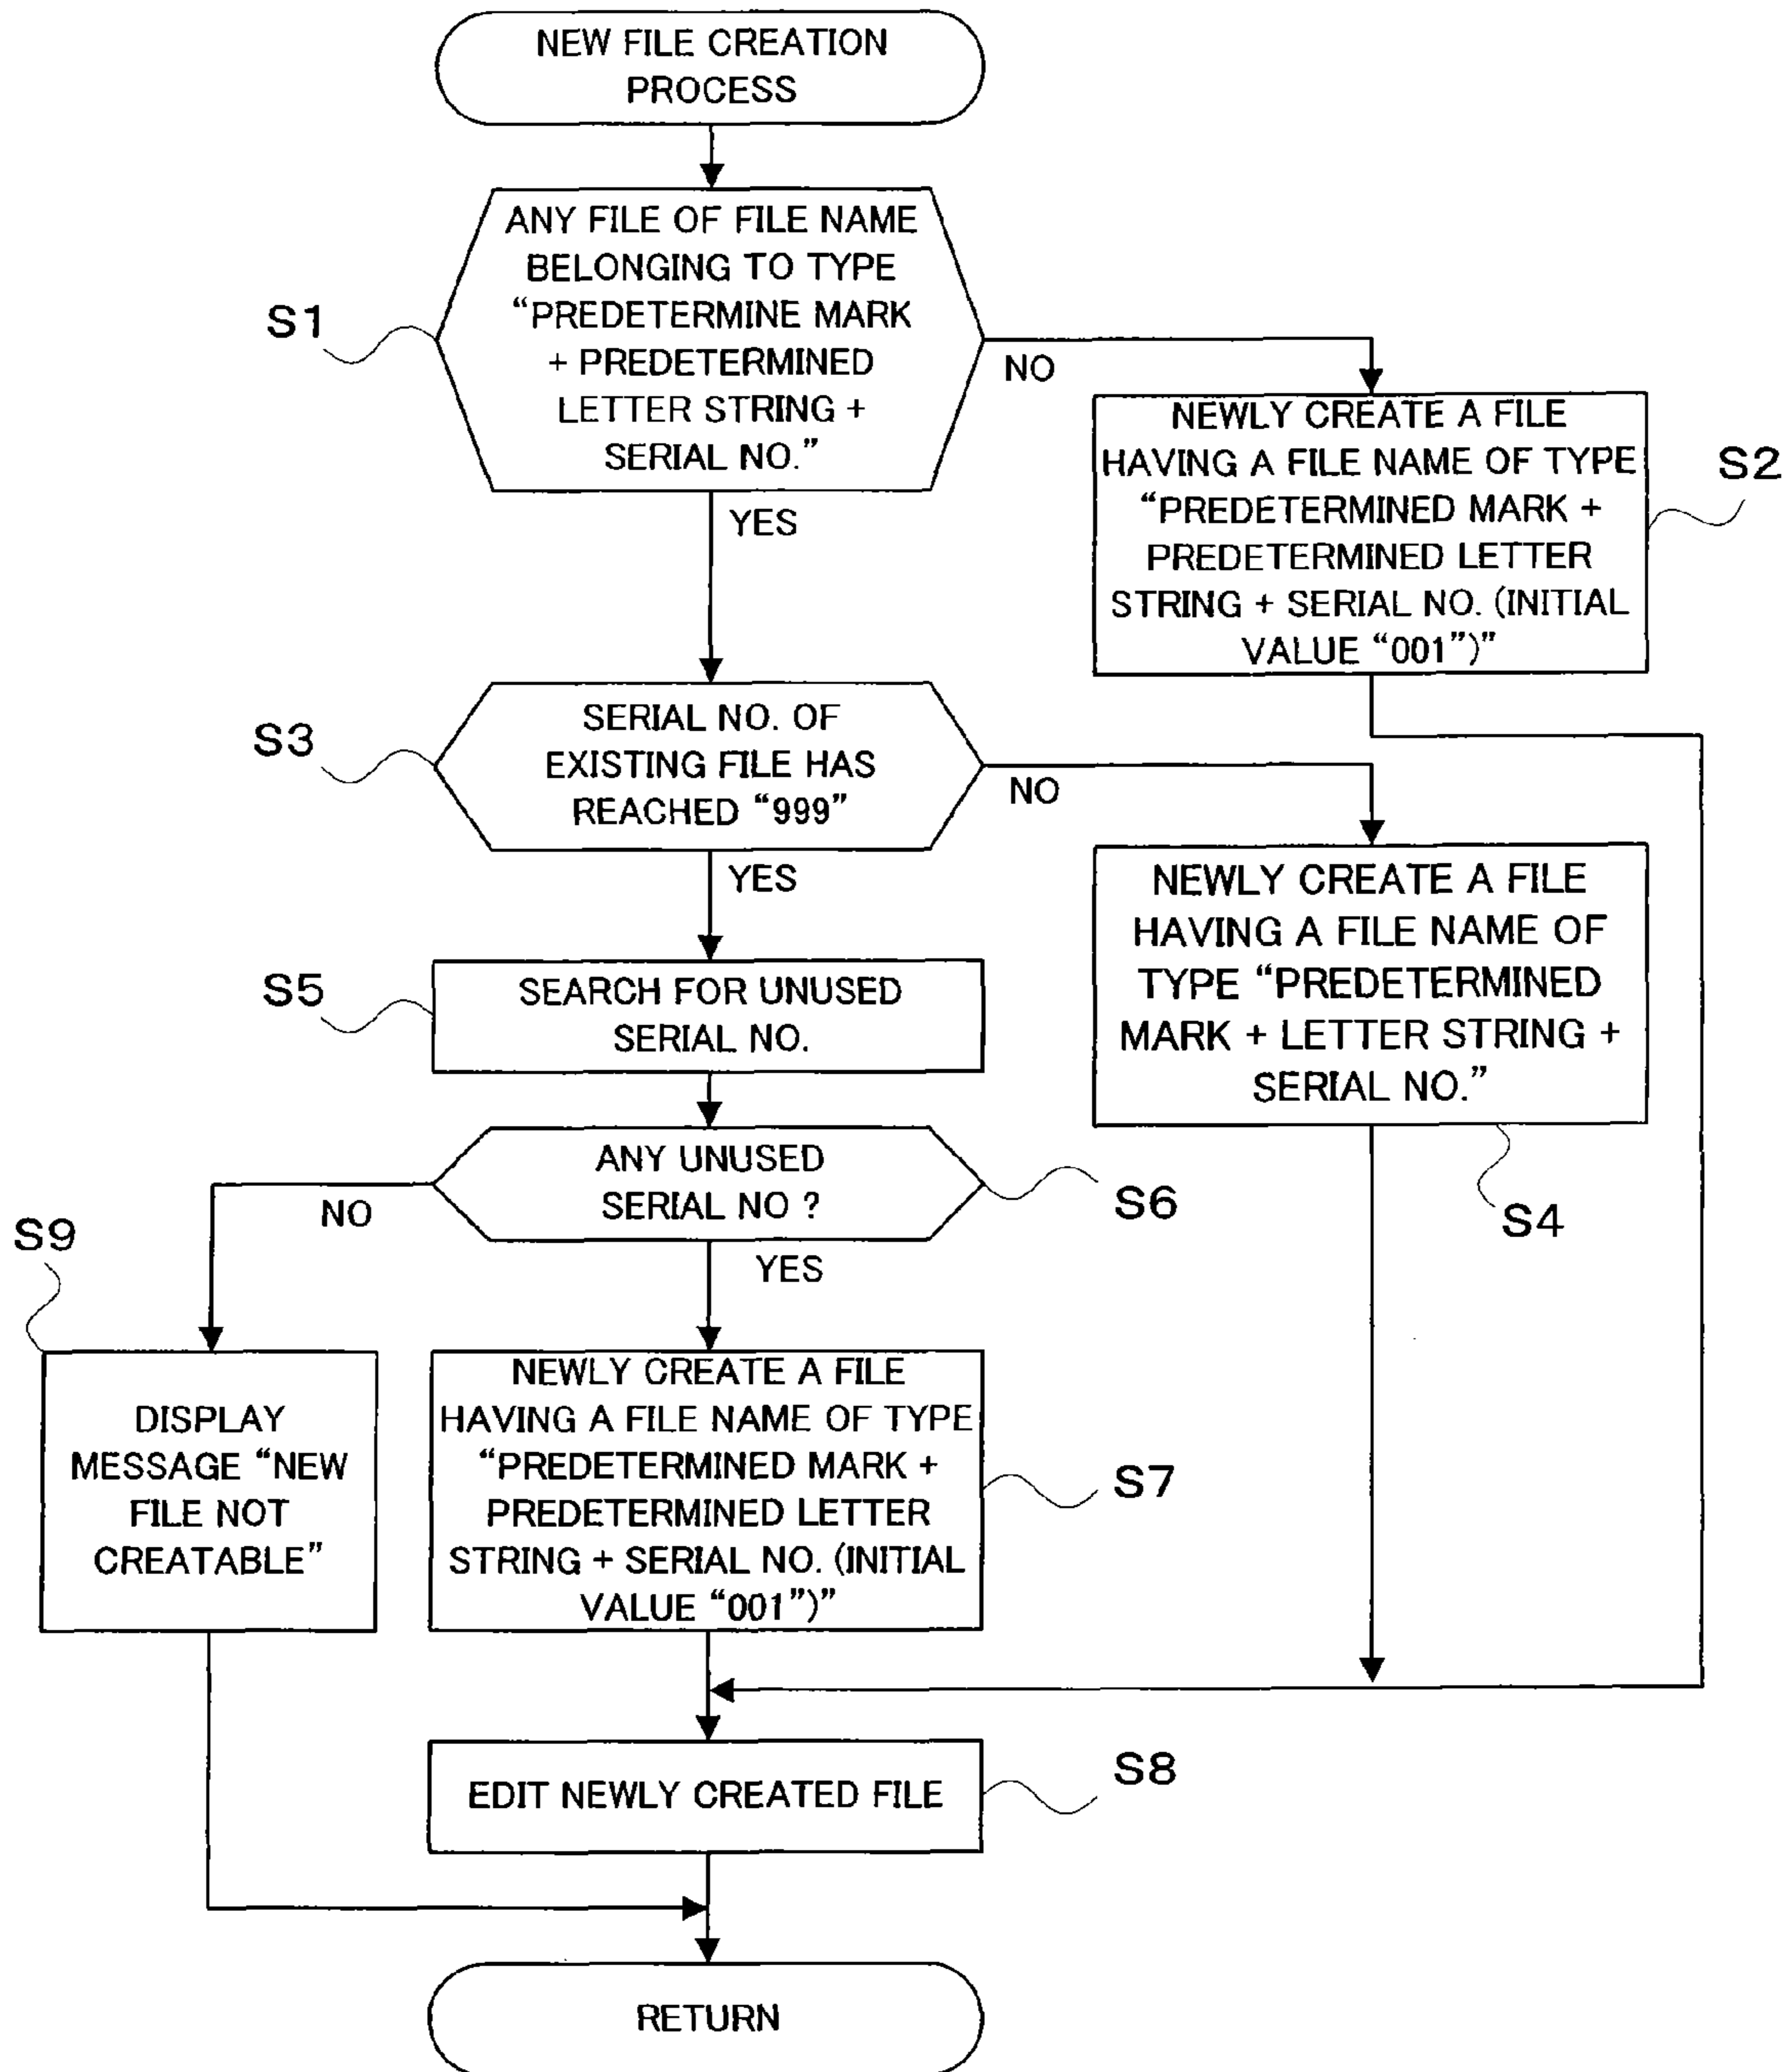 NEW FILE CREATION
PROCESS
ANY FILE OF FILE NAME
BELONGING TO TYPE
“PREDETERMINE MARK
+ PREDETERMINED
LETTER STRING +
SERIAL NO.”
S1
NO
YES
NEWLY CREATE A FILE
HAVING A FILE NAME OF TYPE
“PREDETERMINED MARK +
PREDETERMINED LETTER
STRING + SERIAL NO. (INITIAL
VALUE “001”)”
S2
SERIAL NO. OF
EXISTING FILE HAS
REACHED “999”
S3
NO
YES
NEWLY CREATE A FILE
HAVING A FILE NAME OF
TYPE “PREDETERMINED
MARK + LETTER STRING +
SERIAL NO.”
S4
S5
SEARCH FOR UNUSED
SERIAL NO.
ANY UNUSED
SERIAL NO ?
S6
NO
YES
S9
DISPLAY
MESSAGE “NEW
FILE NOT
CREATABLE”
NEWLY CREATE A FILE
HAVING A FILE NAME OF TYPE
“PREDETERMINED MARK +
PREDETERMINED LETTER
STRING + SERIAL NO. (INITIAL
VALUE “001”)”
S7
EDIT NEWLY CREATED FILE
S8
RETURN